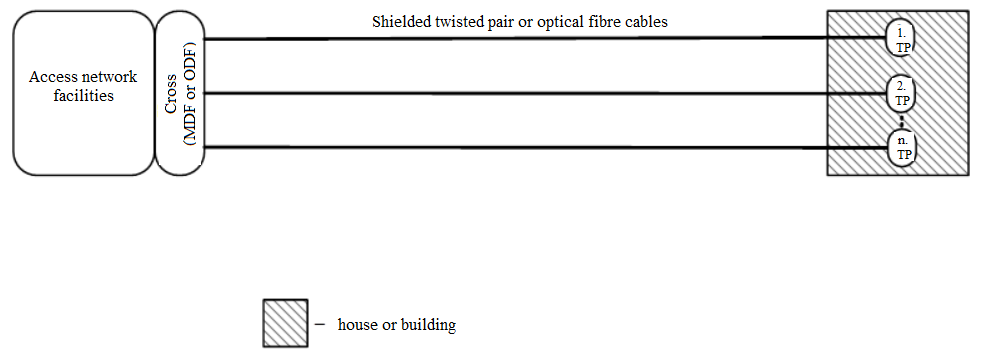 Shielded twisted pair or optical fibre cables
Access network
facilities
Cross
(MDF or ODF)
1.
TP
2.
TP
n.
TP
– house or building